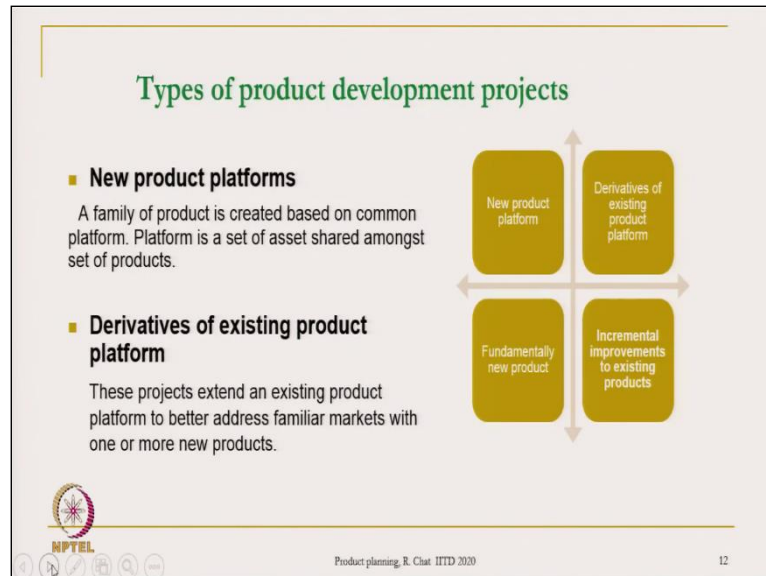 Types of product development projects
New product platforms
A family of product is created based on common
platform. Platform is a set of asset shared amongst
set of products.
Derivatives of existing product
platform
These projects extend an existing product
platform to better address familiar markets with
one or more new products.
New product
platform
Derivatives of
existing
product
platform
Fundamentally
new product
Incremental
improvements
to existing
products
NPTEL
Product planning, R. Chat IITD 2020
12